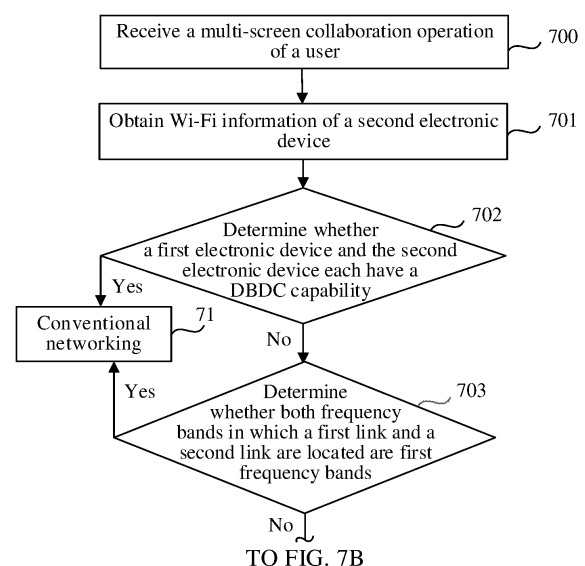 Receive a multi-screen collaboration operation
of a user
700
Obtain Wi-Fi information of a second electronic
device
701
Determine whether
a first electronic device and the second
electronic device each have a
DBDC capability
702
Yes
Conventional
networking
71
No
Yes
Determine
whether both frequency
bands in which a first link and a
second link are located are first
frequency bands
703
No
TO FIG. 7B